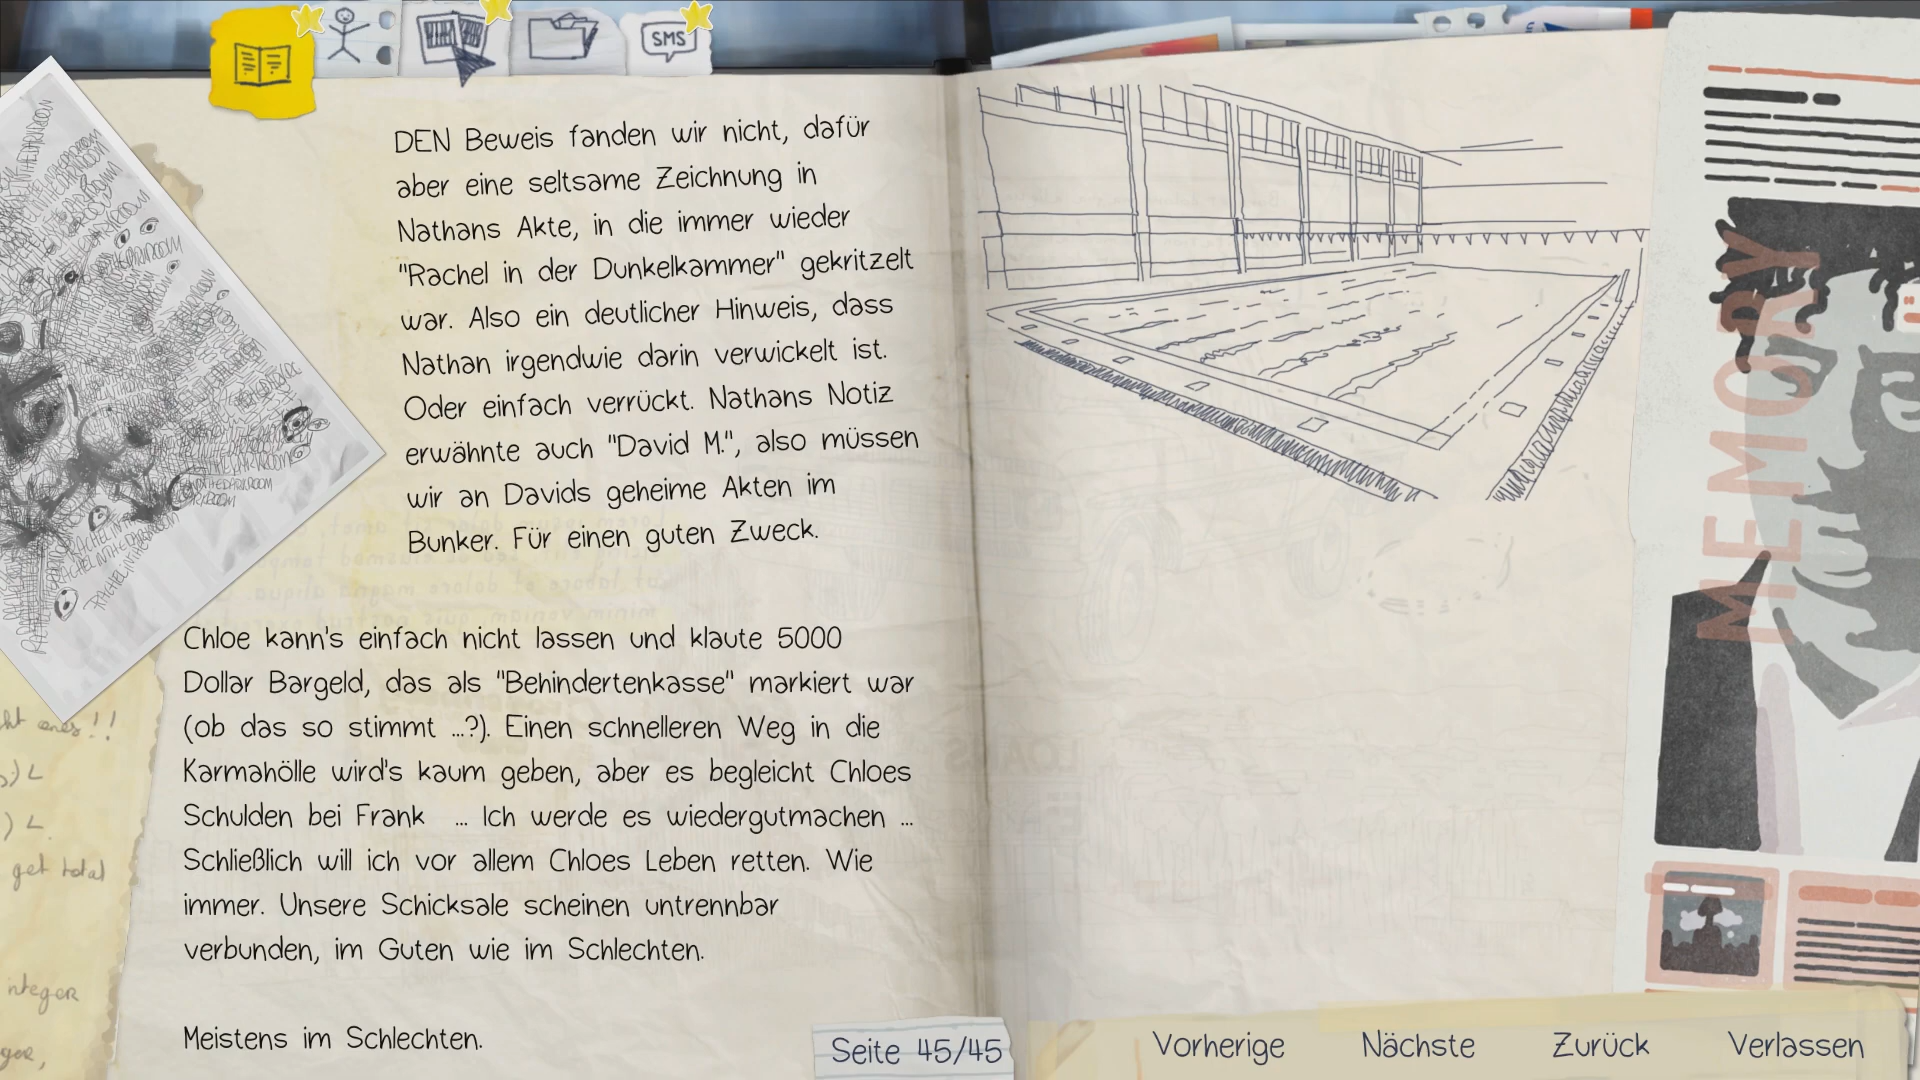 SMS
DEN Beweis fanden wir nicht, dafür
aber eine seltsame Zeichnung in
Nathans Akte, in die immer wieder
"Rachel in der Dunkelkammer" gekritzelt
war. Also ein deutlicher Hinweis, dass
Nathan irgendwie darin verwickelt ist.
Oder einfach verrückt. Nathans Notiz
erwähnte auch "David M.", also müssen
wir an Davids geheime Akten im
Bunker. Für einen guten Zweck.
Chloe kann's einfach nicht lassen und klaute 5000
Dollar Bargeld, das als "Behindertenkasse" markiert war
(ob das so stimmt ...?). Einen schnelleren Weg in die
Karmahölle wird's kaum geben, aber es begleicht Chloes
Schulden bei Frank ... Ich werde es wiedergutmachen ...
Schließlich will ich vor allem Chloes Leben retten. Wie
immer. Unsere Schicksale scheinen untrennbar
verbunden, im Guten wie im Schlechten.
Meistens im Schlechten.
get total
integer
MEMORY
Seite 45/45
Vorherige
Nächste
Zurück
Verlassen